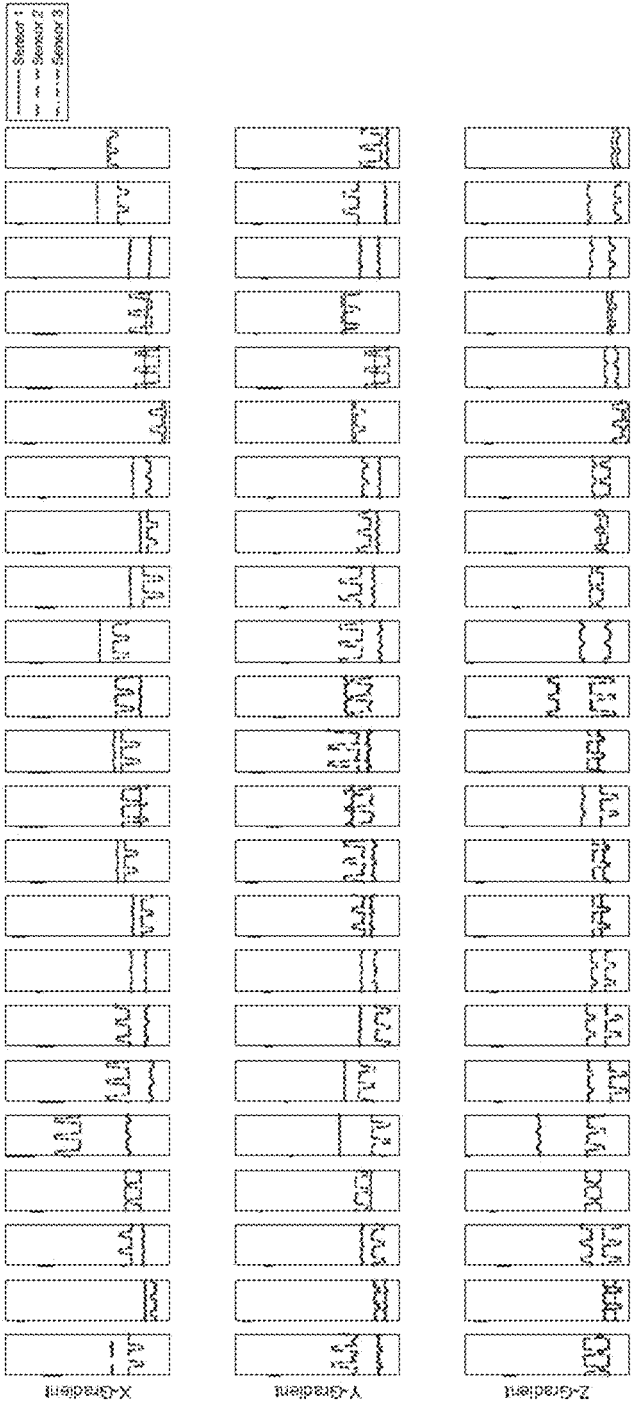 Sensor 1
Sensor 2
Sensor 3
X-Gradient
Y-Gradient
Z-Gradient